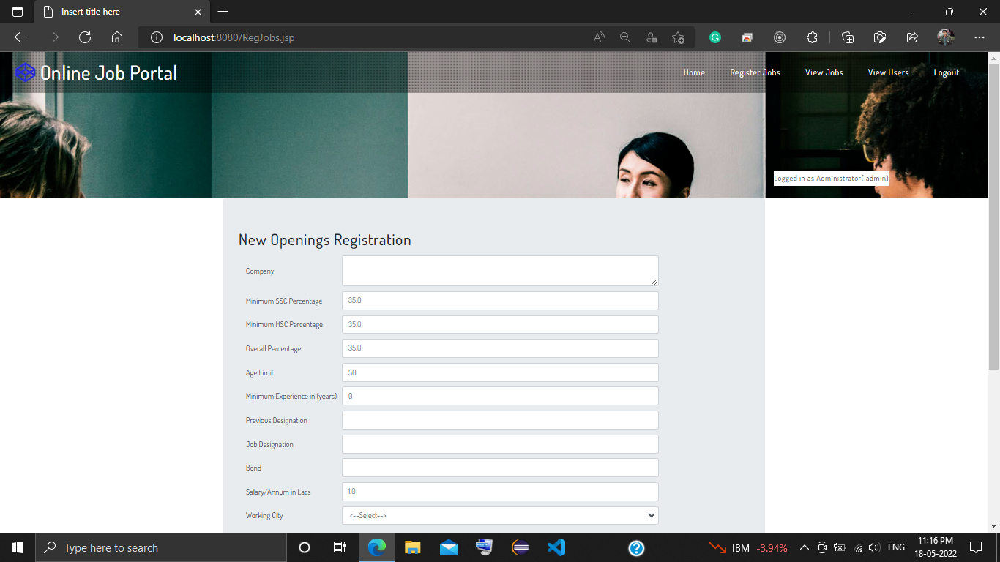 Insert title here
localhost:8080/RegJobs.jsp
Online Job Portal
Home Register Jobs View Jobs View Users Logout
Logged in as Administrator( admin)
New Openings Registration
Company
Minimum SSC Percentage 35.0
Minimum HSC Percentage 35.0
Overall Percentage 35.0
Age Limit 50
Minimum Experience in (years) 0
Previous Designation
Job Designation
Bond
Salary/Annum in Lacs 1.0
Working City <--Select-->
Type here to search
IBM -3.94%
ENG
11:16 PM
18-05-2022